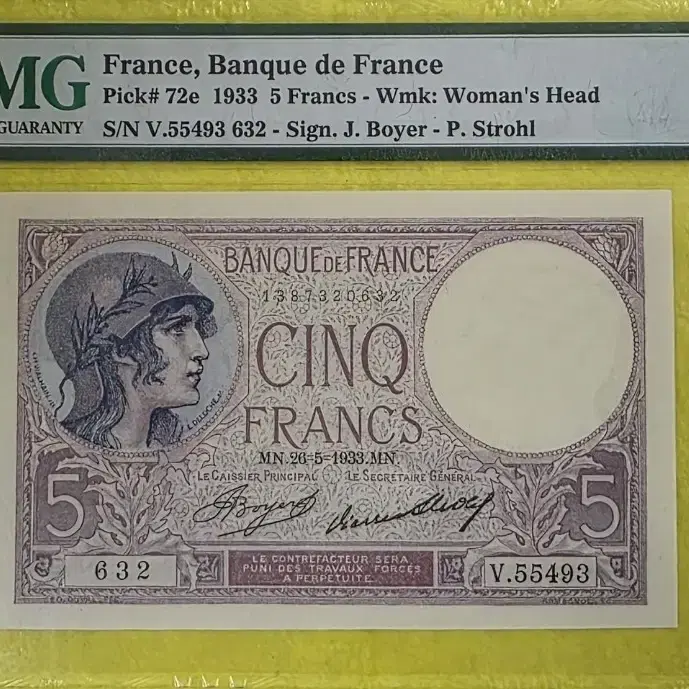 MG
GUARANTY
France, Banque de France
Pick# 72e 1933 5 Francs - Wmk: Woman's Head
S/N V.55493 632 - Sign. J. Boyer - P. Strohl
BANQUE DE FRANCE
1387320632
CINQ
FRANCS
MN.26=5=1933.MN.
LE CAISSIER PRINCIPAL LE SECRÉTAIRE GÉNÉRAL
J Boyer
5 5
632
LE CONTREFACTEUR SERA
PUNI DES TRAVAUX FORCÉS
A PERPÉTUITÉ
V.55493